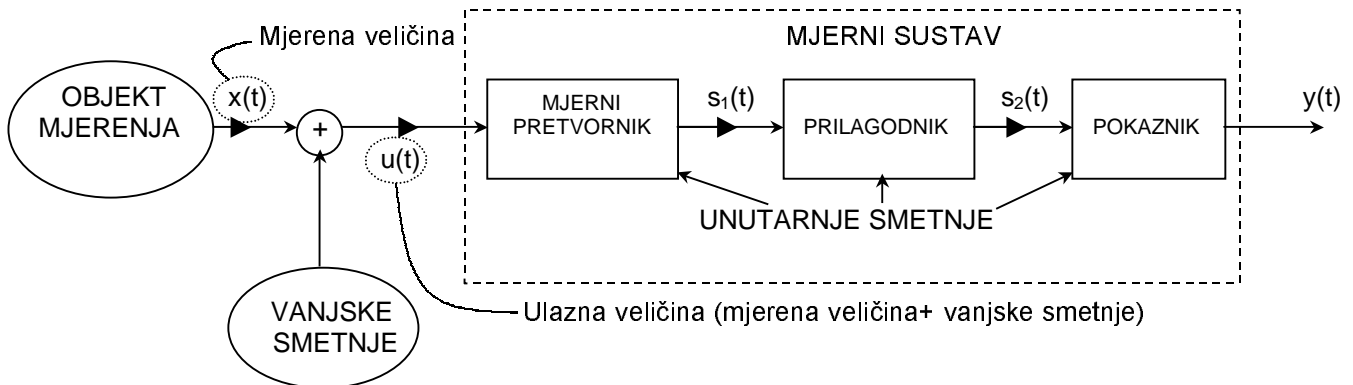 Mjerena veličina
MJERNI SUSTAV
OBJEKT
MJERENJA
x(t)
+
u(t)
MJERNI
PRETVORNIK
s₁(t)
PRILAGODNIK
s₂(t)
POKAZNIK
y(t)
UNUTARNJE SMETNJE
VANJSKE
SMETNJE
Ulazna veličina (mjerena veličina+ vanjske smetnje)